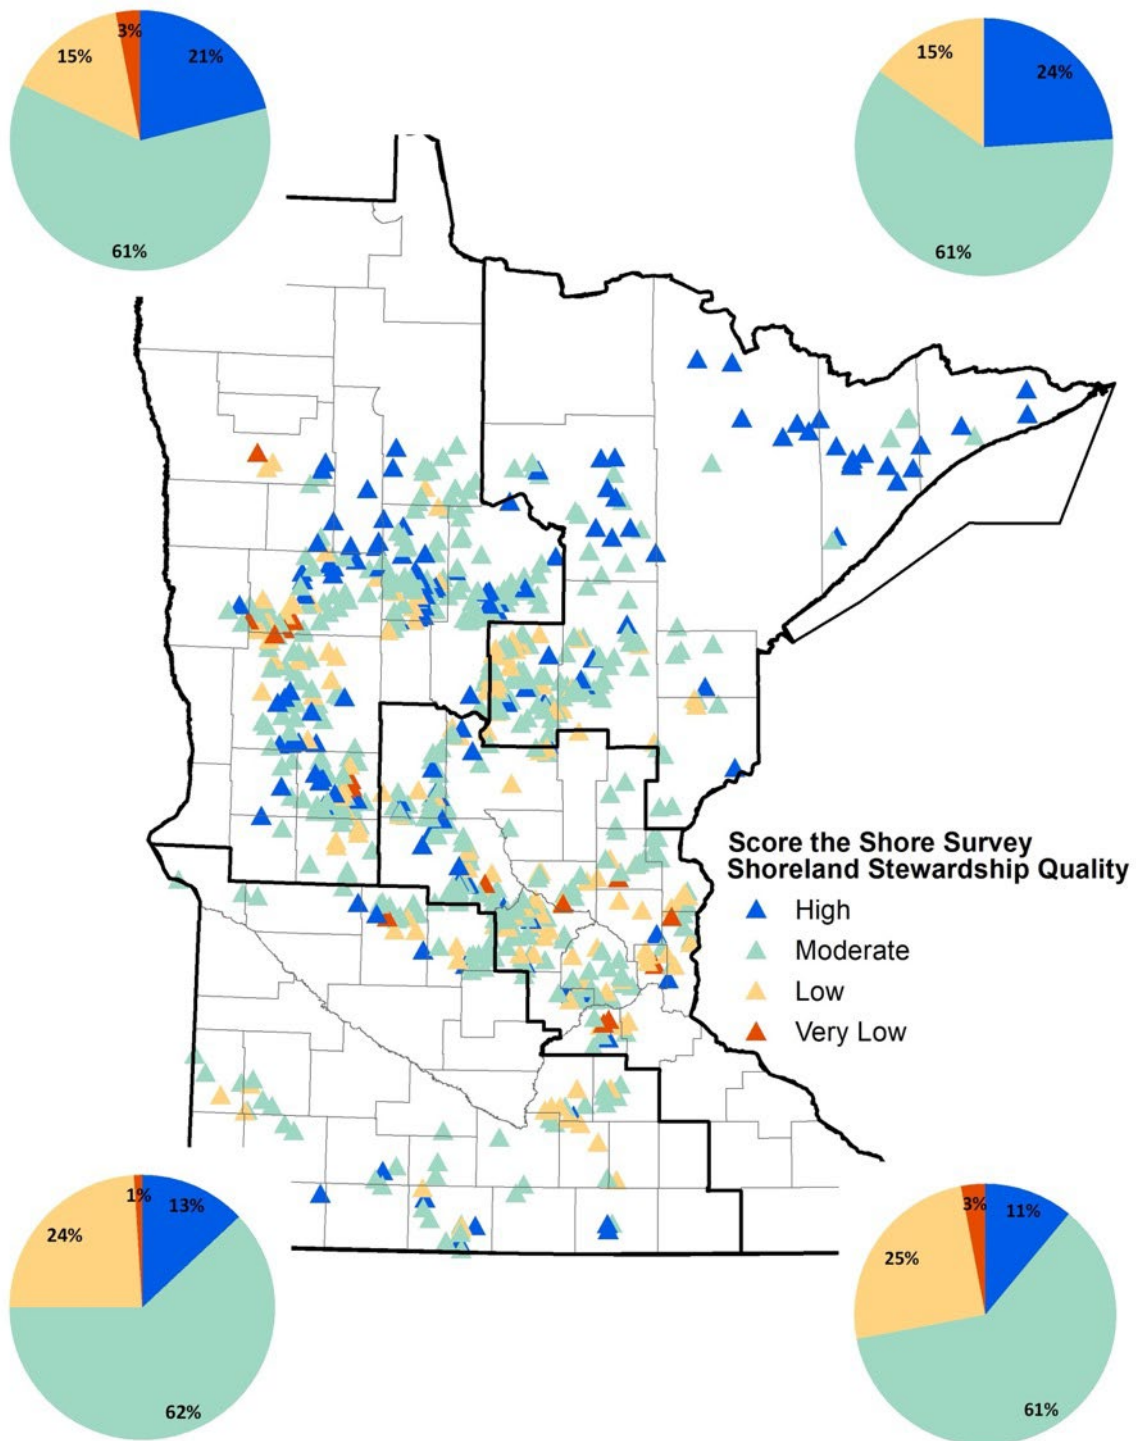 3%
15%
21%
61%
15%
24%
61%
Score the Shore Survey
Shoreland Stewardship Quality
High
Moderate
Low
Very Low
1%
13%
24%
62%
3%
11%
25%
61%